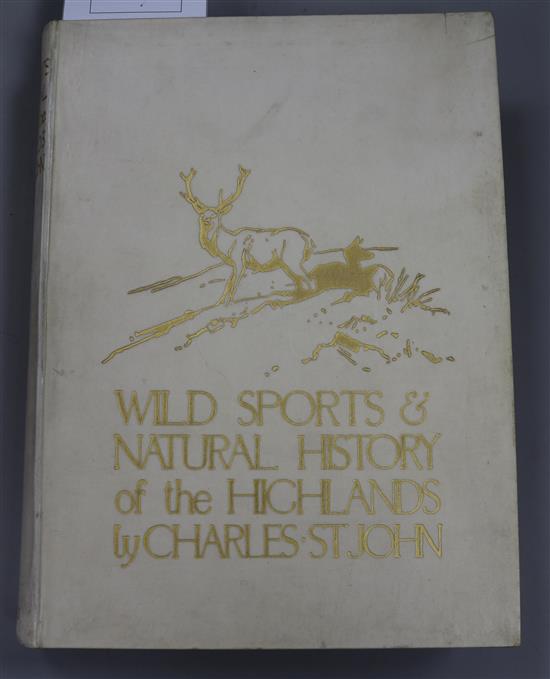 WILD SPORTS &
NATURAL HISTORY
of the HIGHLANDS
by CHARLES·ST JOHN